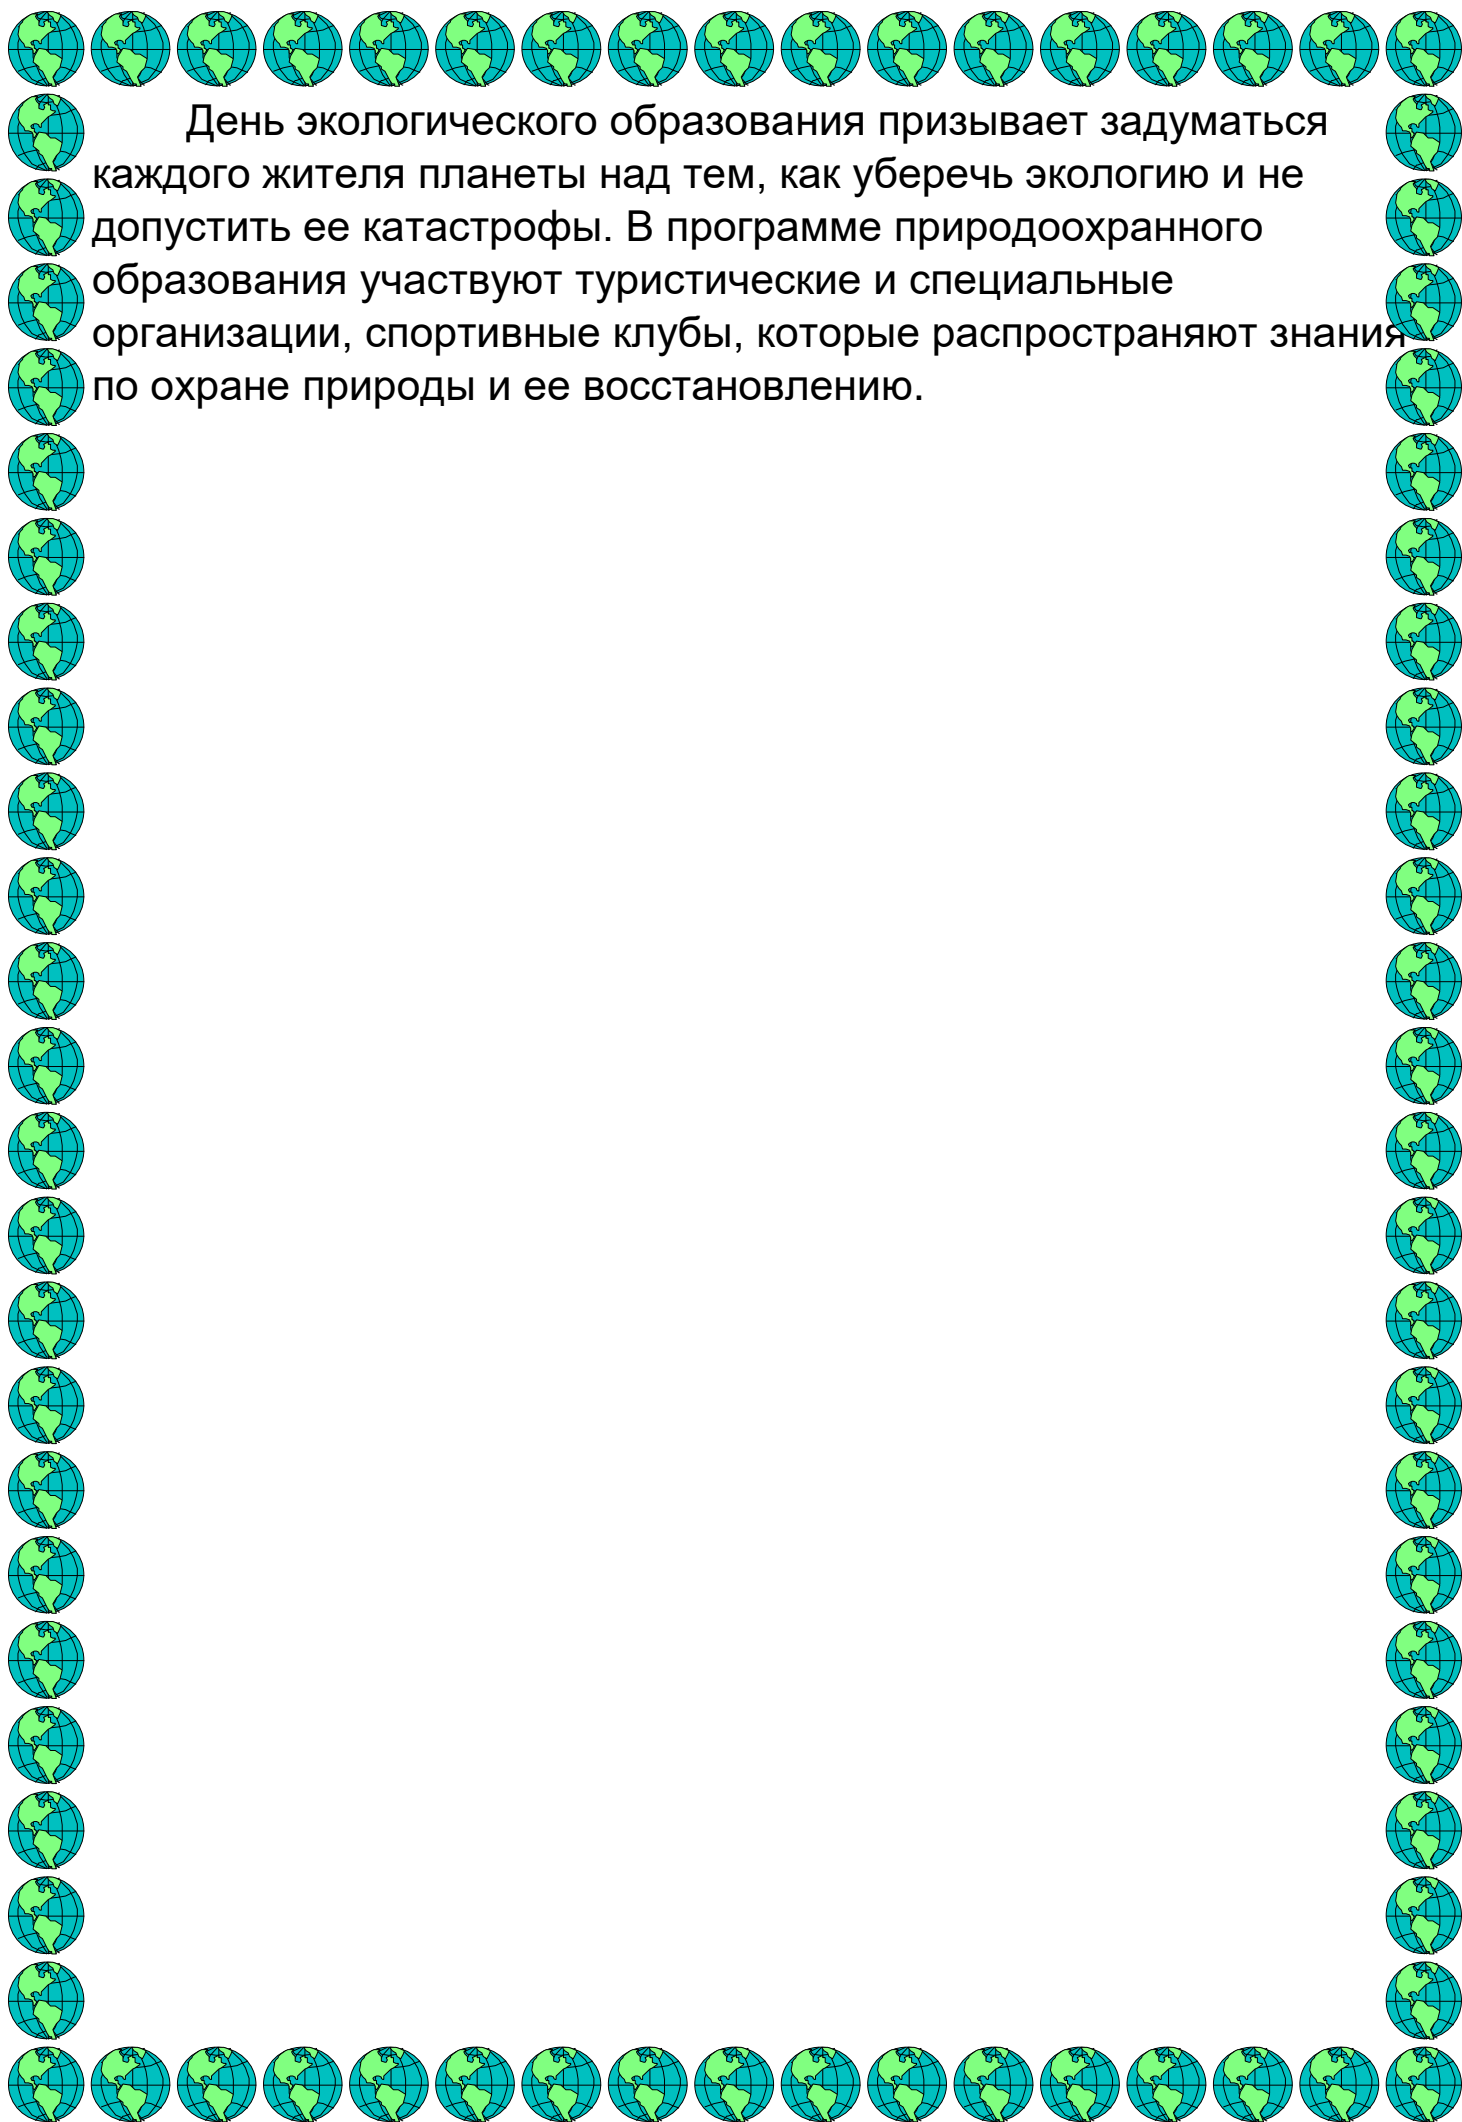 День экологического образования призывает задуматься
каждого жителя планеты над тем, как уберечь экологию и не
допустить ее катастрофы. В программе природоохранного
образования участвуют туристические и специальные
организации, спортивные клубы, которые распространяют знания
по охране природы и ее восстановлению.